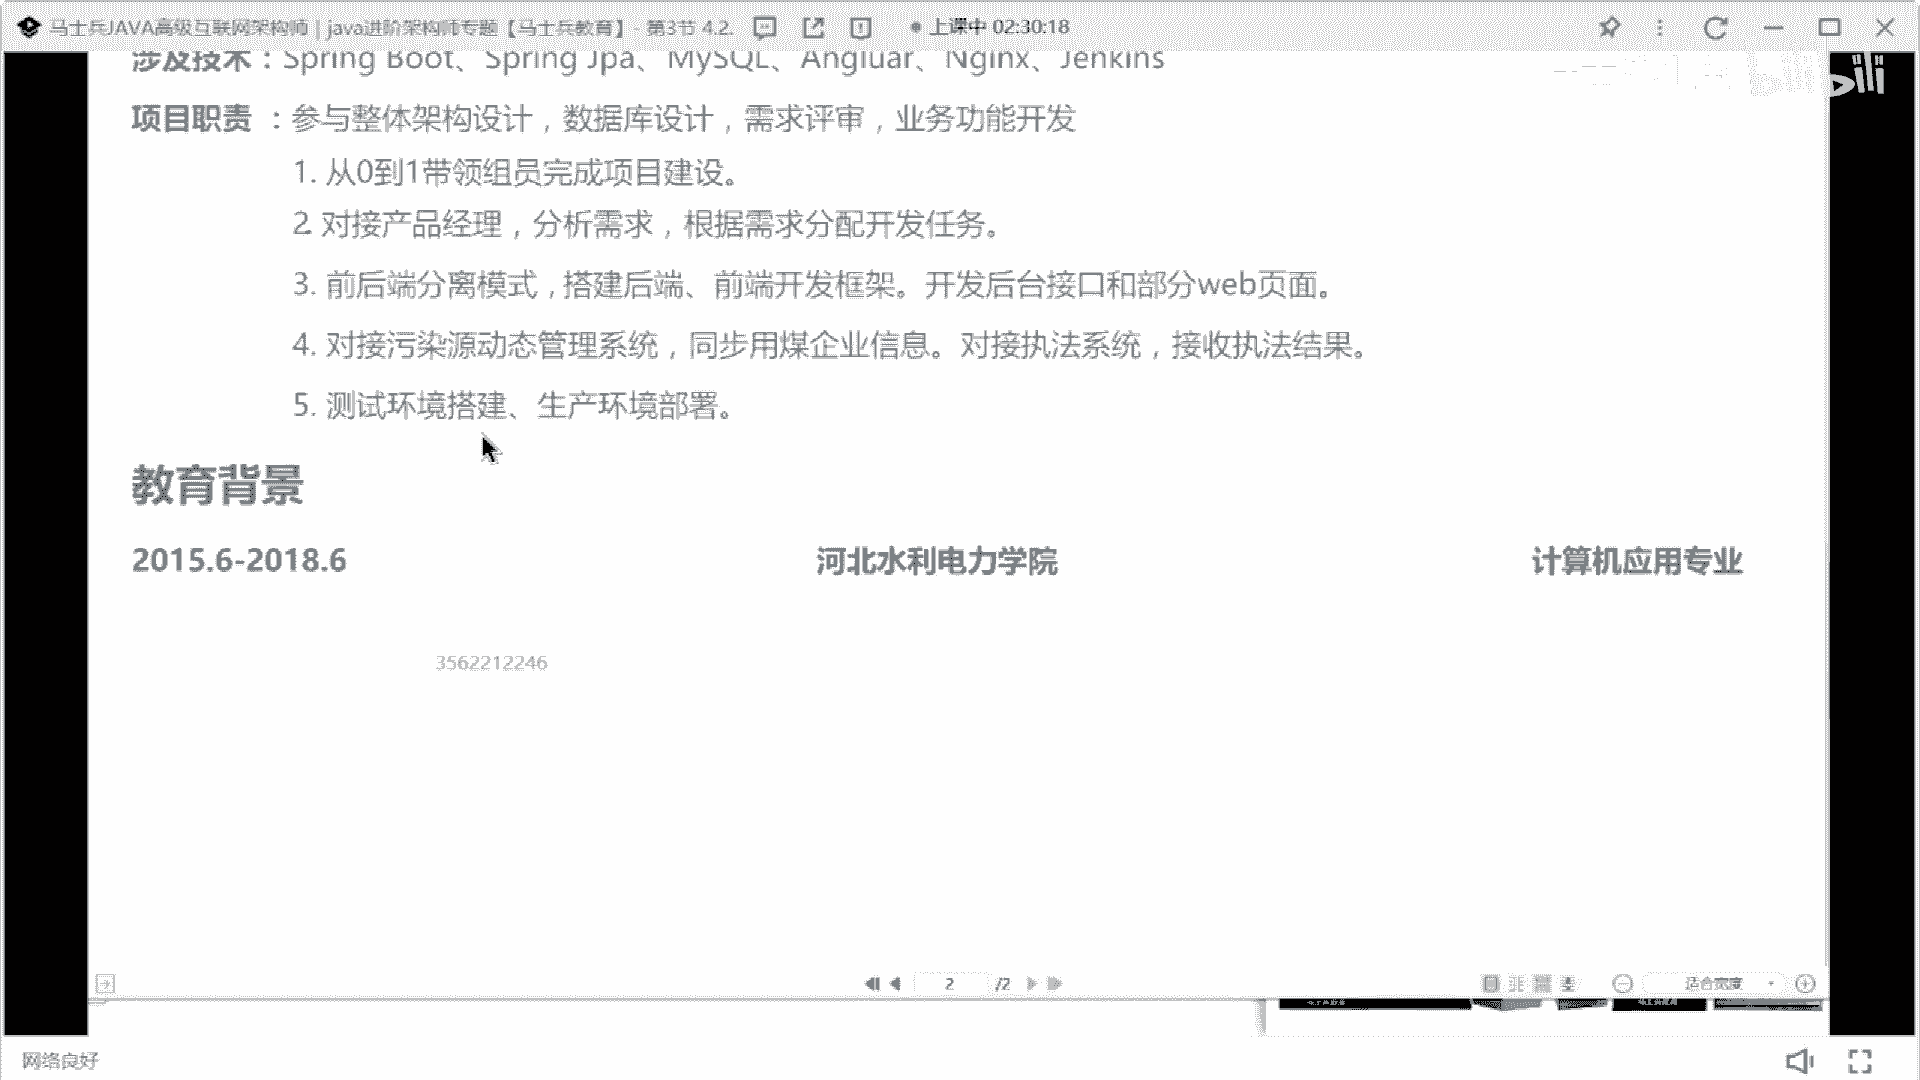 马士兵JAVA高级互联网架构师 | java进阶架构师专题【马士兵教育】- 第3节 4.2.
上课中 02:30:18
涉及技术：Spring Boot、Spring Jpa、MySQL、Angluar、Nginx、Jenkins
项目职责 ：参与整体架构设计，数据库设计，需求评审，业务功能开发
1. 从0到1带领组员完成项目建设。
2. 对接产品经理，分析需求，根据需求分配开发任务。
3. 前后端分离模式，搭建后端、前端开发框架。开发后台接口和部分web页面。
4. 对接污染源动态管理系统，同步用煤企业信息。对接执法系统，接收执法结果。
5. 测试环境搭建、生产环境部署。
教育背景
2015.6-2018.6 河北水利电力学院 计算机应用专业
3562212246
2 /2 适合宽度
网络良好